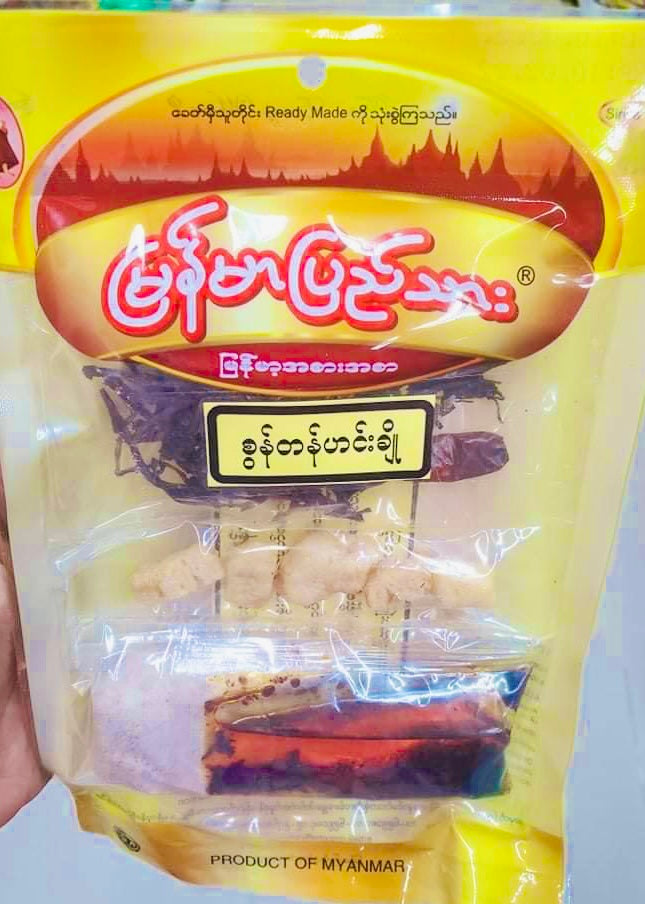 ခေတ်မှီသူတိုင်း Ready Made ကို သုံးစွဲကြသည်။
မြန်မာပြည်သား ®
မြန်မာ့အစားအစာ
စွန်တန်ဟင်းချို
PRODUCT OF MYANMAR